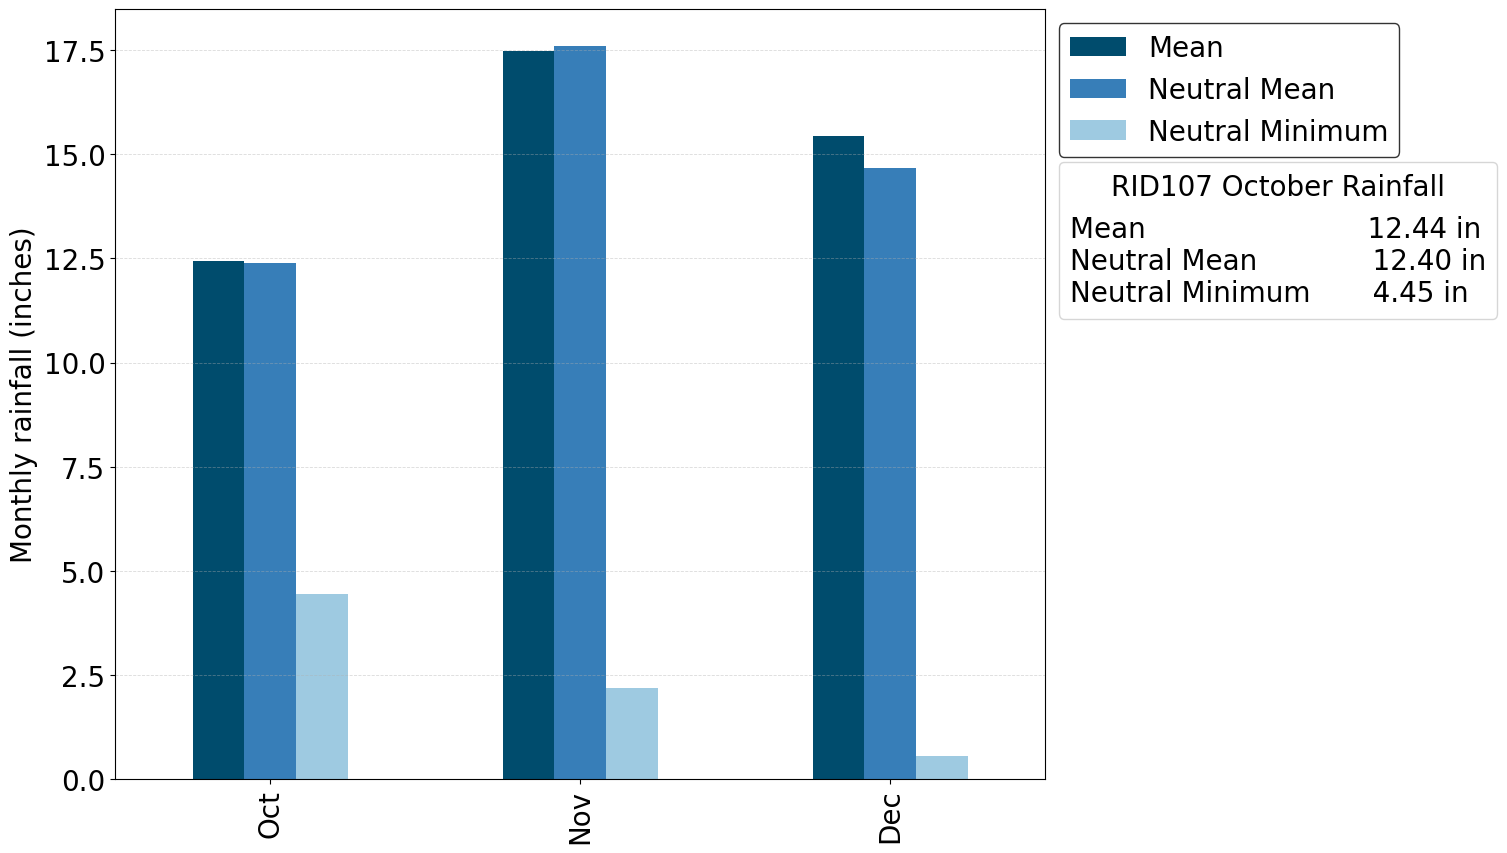 Monthly rainfall (inches)
17.5
15.0
12.5
10.0
7.5
5.0
2.5
0.0
Oct
Nov
Dec
Mean
Neutral Mean
Neutral Minimum
RID107 October Rainfall
Mean 12.44 in
Neutral Mean 12.40 in
Neutral Minimum 4.45 in